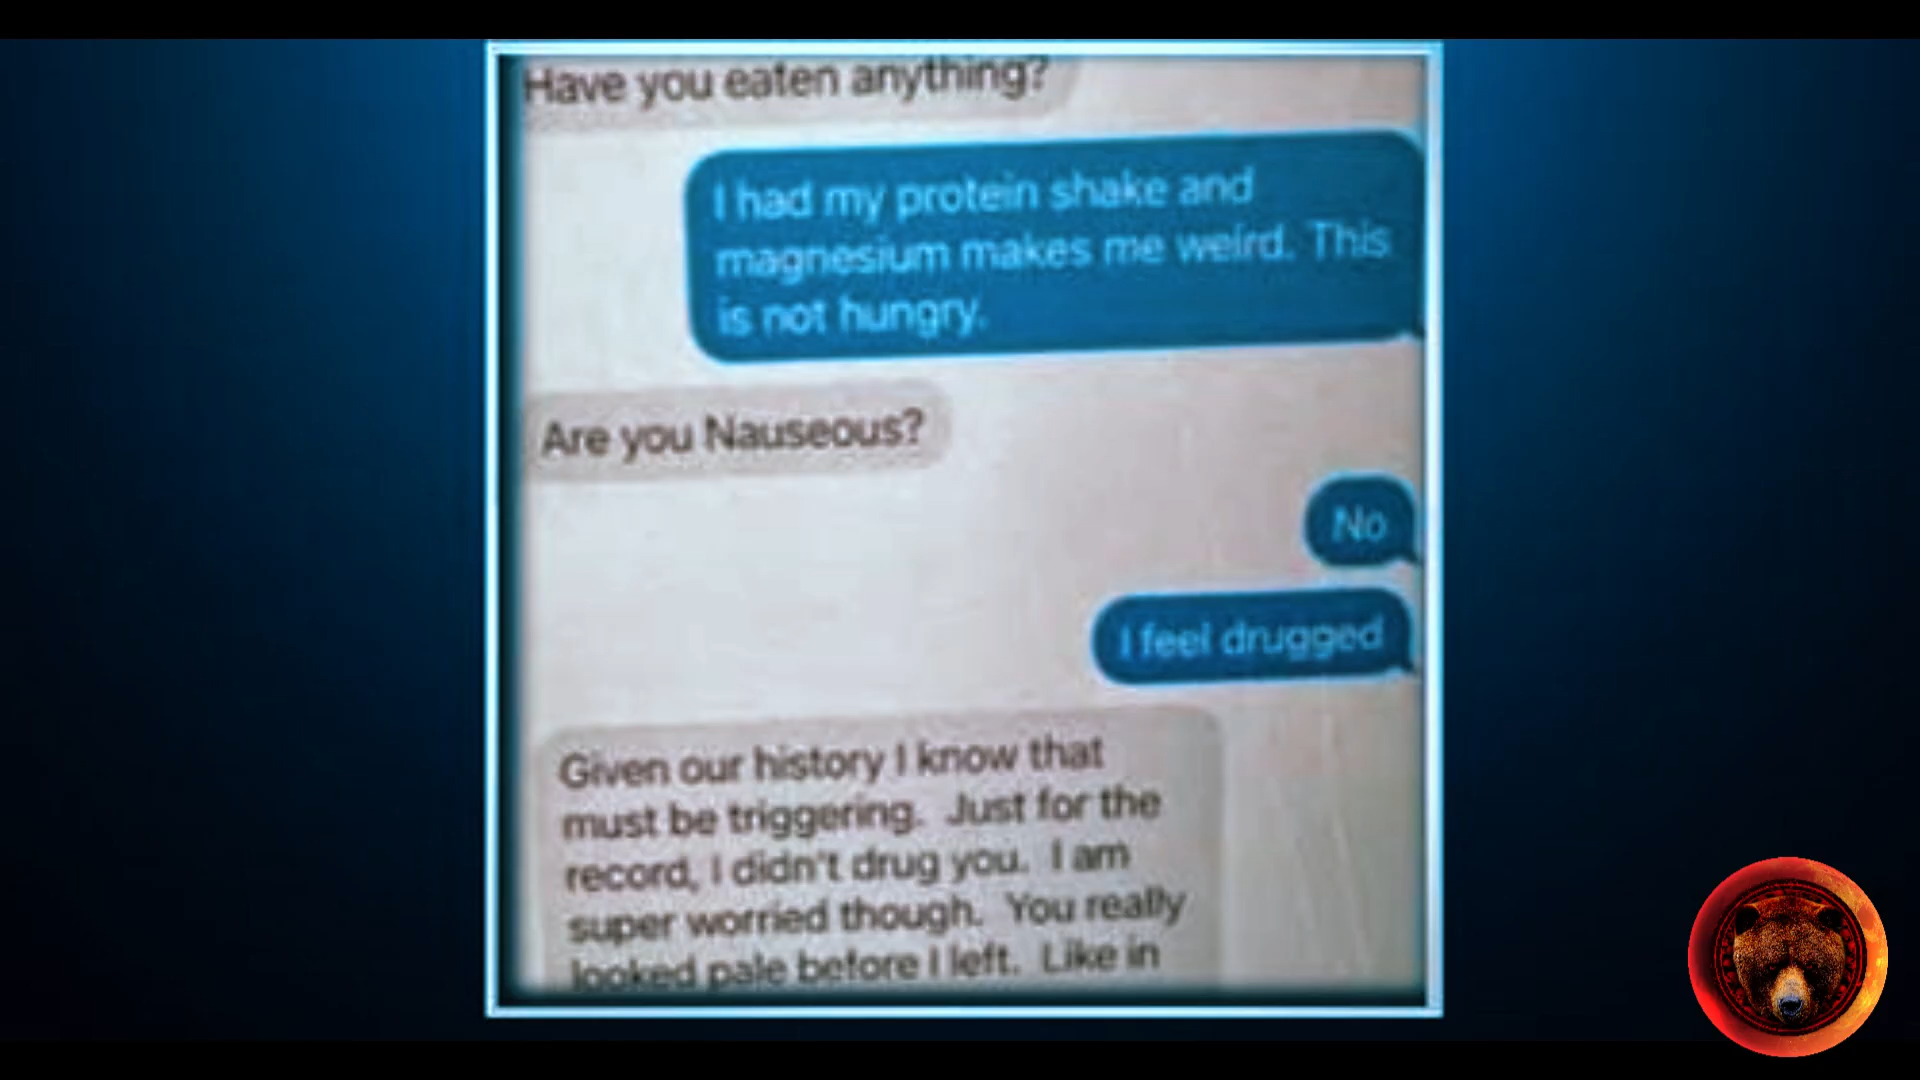 Have you eaten anything?
I had my protein shake and
magnesium makes me weird. This
is not hungry.
Are you Nauseous?
No
I feel drugged
Given our history I know that
must be triggering.  Just for the
record, I didn't drug you.  I am
super worried though.  You really
looked pale before I left.  Like in